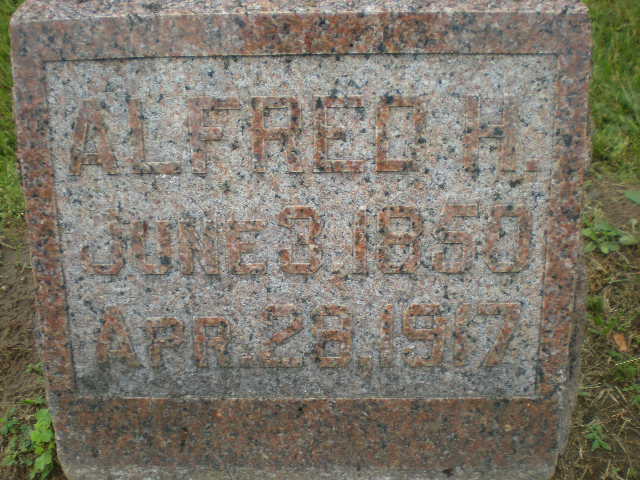 ALFRED H.
JUNE 3, 1850
APR. 28, 1917